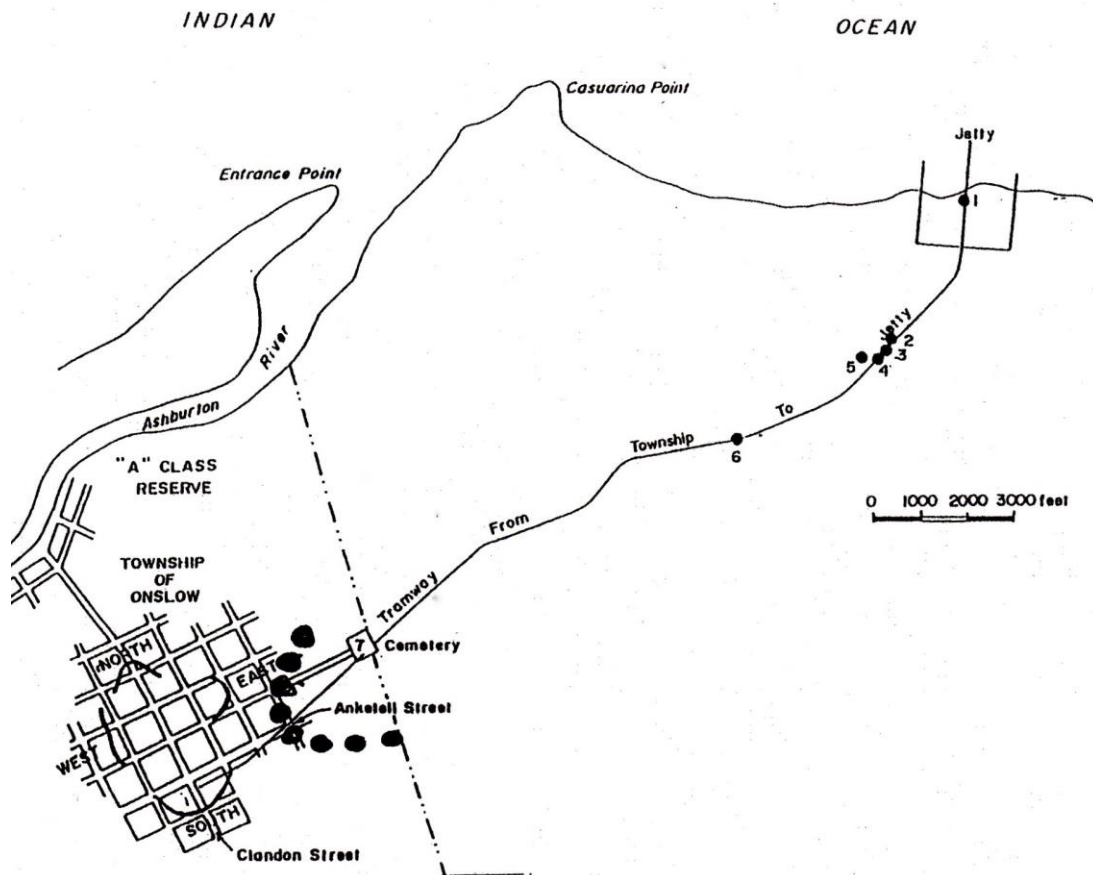 INDIAN
OCEAN
Casuarina Point
Jetty
Entrance Point
1
River
Jetty
2
3
5
4
Ashburton
To
Township
6
"A" CLASS
RESERVE
0 1000 2000 3000 feet
From
TOWNSHIP
OF
ONSLOW
Tramway
7
Cemetery
NORTH
EAST
Anketell Street
WEST
SOUTH
Clandon Street